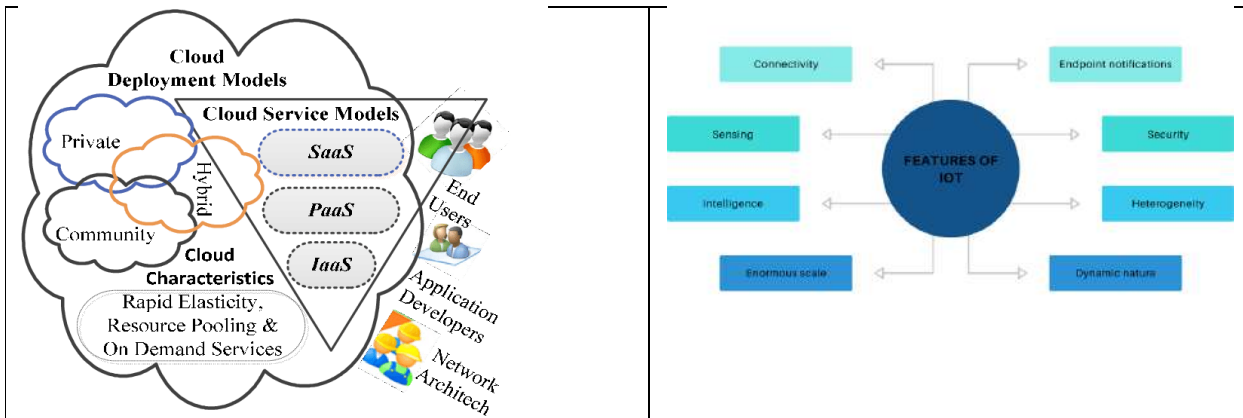 Cloud
Deployment Models
Cloud Service Models
Private
Hybrid
Community
SaaS
PaaS
IaaS
Cloud
Characteristics
Rapid Elasticity,
Resource Pooling &
On Demand Services
End
Users
Application
Developers
Network
Architech
Connectivity
Endpoint notifications
Sensing
Security
FEATURES OF
IOT
Intelligence
Heterogeneity
Enormous scale
Dynamic nature